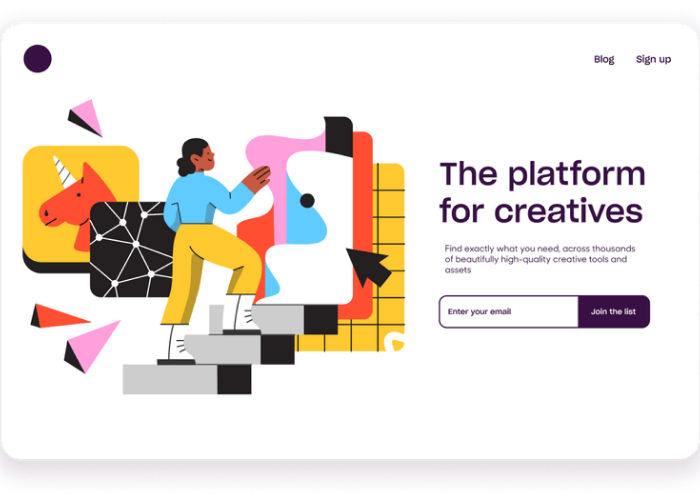 Blog
Sign up
The platform
for creatives
Find exactly what you need, across thousands
of beautifully high-quality creative tools and
assets
Enter your email
Join the list